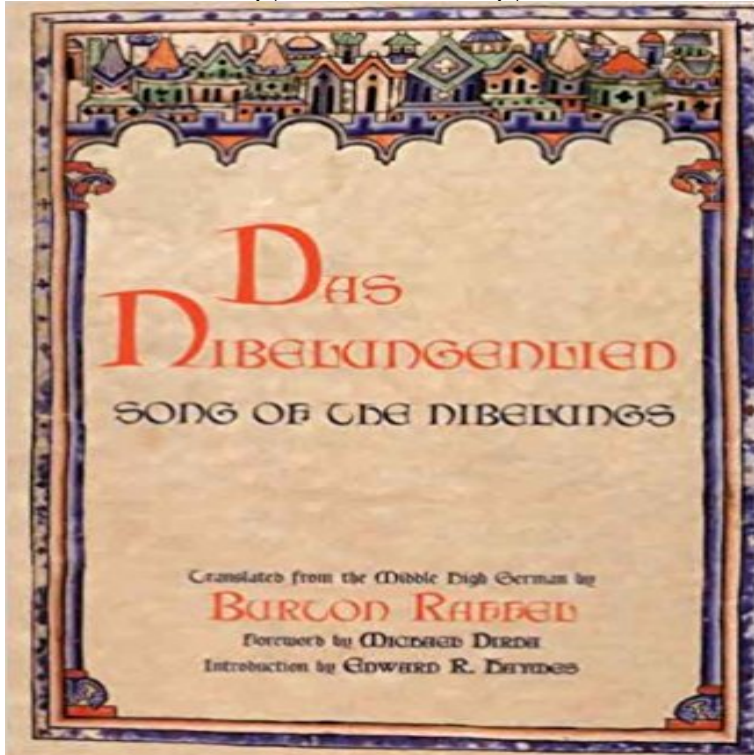 Das
Nibelungenlied
SONG OF THE NIBELUNGS
Translated from the Middle High German by
BURTON RAFFEL
Foreword by MICHAEL DIRDA
Introduction by EDWARD R. HAYMES